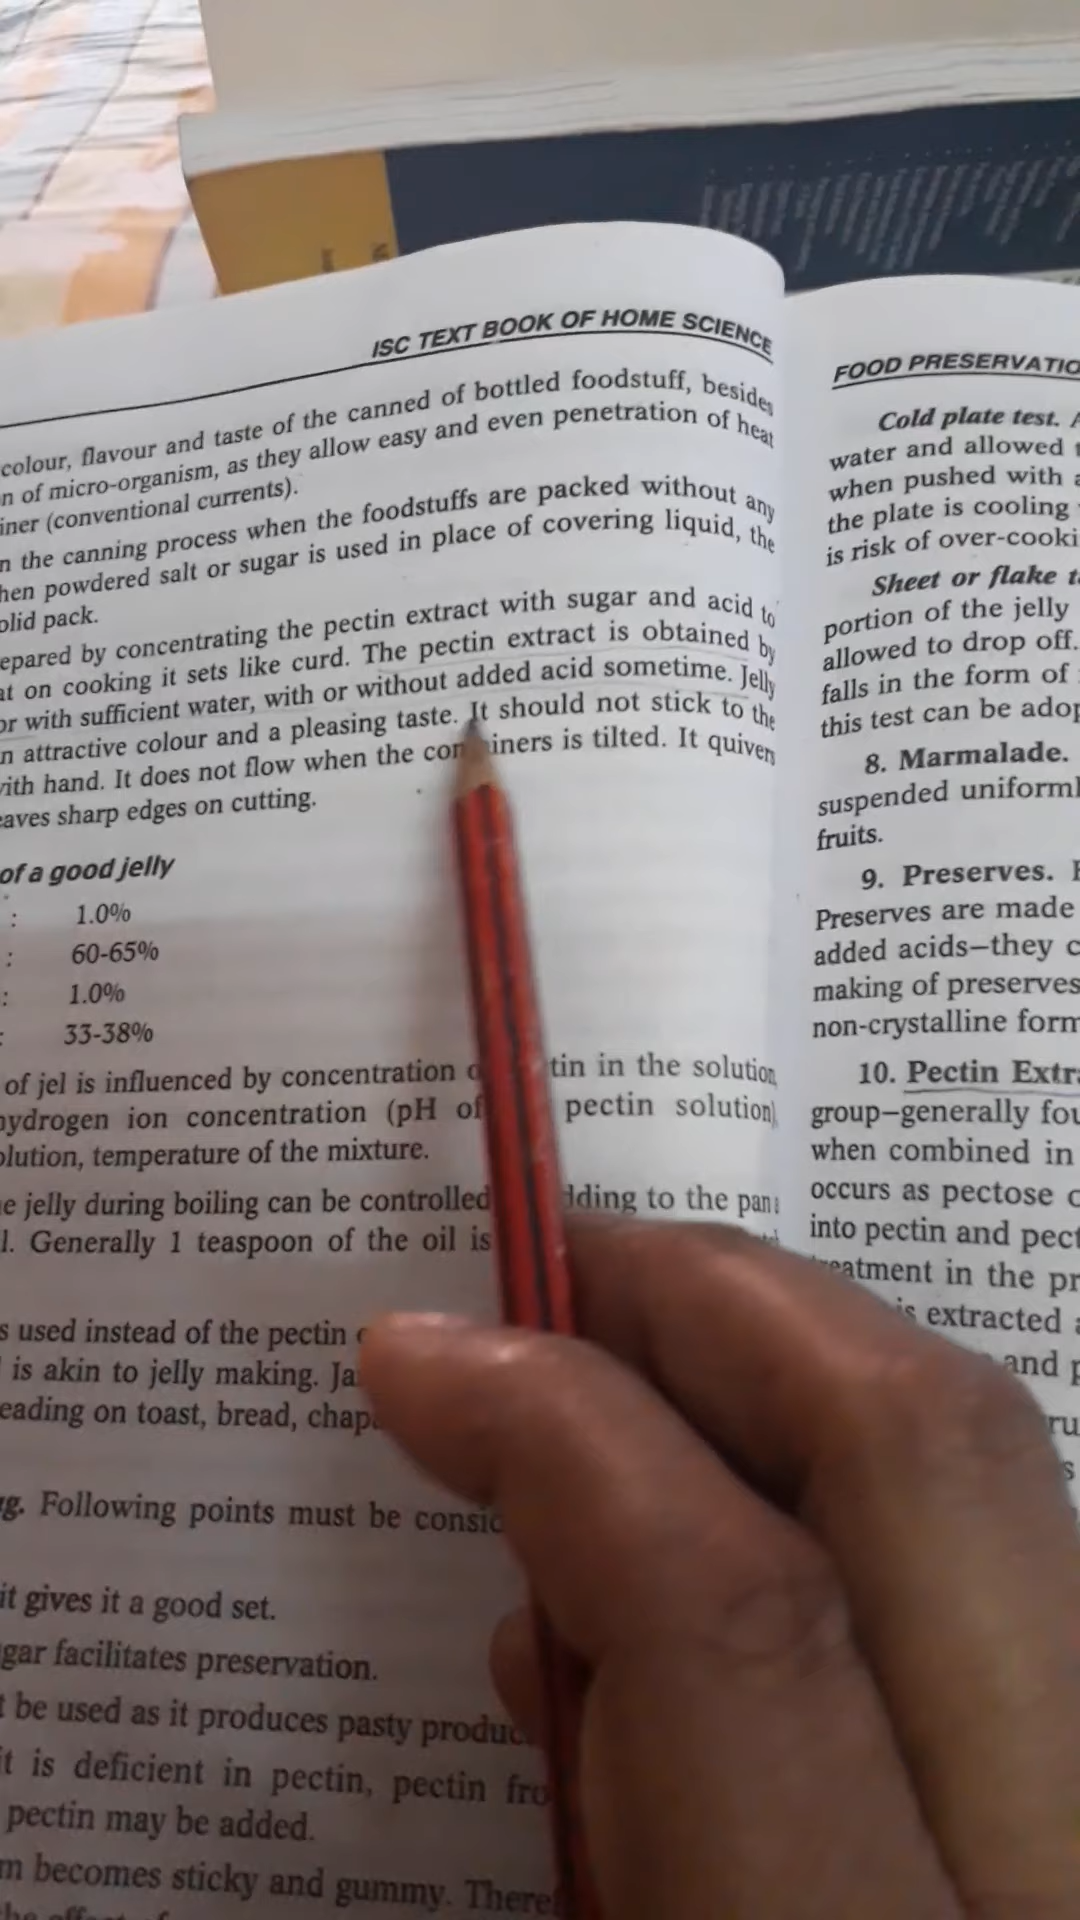 ISC TEXT BOOK OF HOME SCIENCE
colour, flavour and taste of the canned of bottled foodstuff, besides
n of micro-organism, as they allow easy and even penetration of heat
iner (conventional currents).
n the canning process when the foodstuffs are packed without any
hen powdered salt or sugar is used in place of covering liquid, the
olid pack.
epared by concentrating the pectin extract with sugar and acid to
at on cooking it sets like curd. The pectin extract is obtained by
or with sufficient water, with or without added acid sometime. Jelly
n attractive colour and a pleasing taste. It should not stick to the
with hand. It does not flow when the con iners is tilted. It quivers
eaves sharp edges on cutting.
of a good jelly
: 1.0%
: 60-65%
: 1.0%
: 33-38%
of jel is influenced by concentration o tin in the solution
hydrogen ion concentration (pH of pectin solution)
olution, temperature of the mixture.
e jelly during boiling can be controlled dding to the pan
l. Generally 1 teaspoon of the oil is
s used instead of the pectin
is akin to jelly making. Ja
eading on toast, bread, chap
g. Following points must be consid
it gives it a good set.
gar facilitates preservation.
t be used as it produces pasty produc
it is deficient in pectin, pectin fro
pectin may be added.
m becomes sticky and gummy. Theref
FOOD PRESERVATIO
Cold plate test. A
water and allowed t
when pushed with a
the plate is cooling
is risk of over-cooki
Sheet or flake t
portion of the jelly
allowed to drop off.
falls in the form of
this test can be adop
8. Marmalade.
suspended uniforml
fruits.
9. Preserves.
Preserves are made
added acids—they c
making of preserves
non-crystalline form
10. Pectin Extra
group—generally fou
when combined in
occurs as pectose o
into pectin and pect
reatment in the pr
is extracted a
and p
ru
s